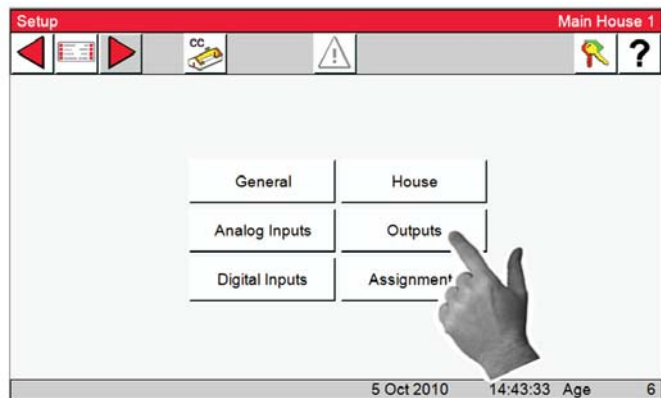 Setup Main House 1
CC ?
General House
Analog Inputs Outputs
Digital Inputs Assignment
5 Oct 2010 14:43:33 Age 6